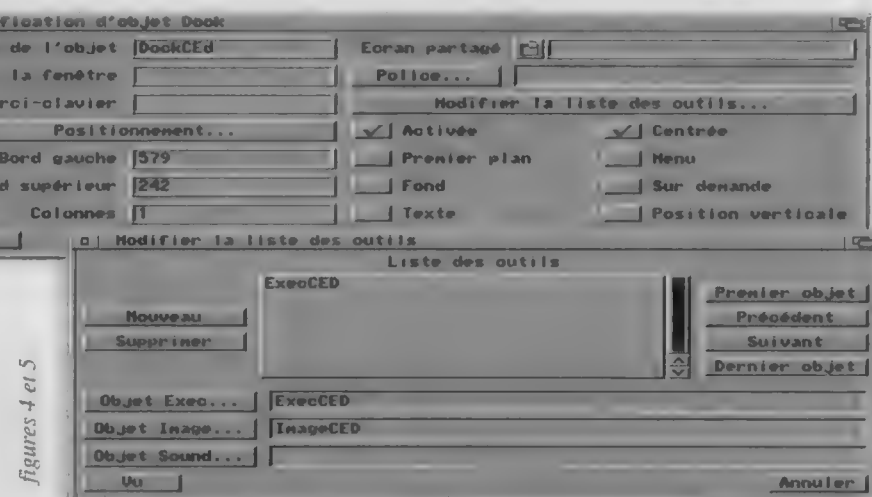 fication d'objet Dock
de l'objet DockCEd Ecran partagé
la fenêtre Police...
rci-clavier Modifier la liste des outils...
Positionnement... Activée Centrée
Bord gauche 579 Premier plan Menu
d supérieur 242 Fond Sur demande
Colonnes 1 Texte Position verticale
Modifier la liste des outils
Liste des outils
ExecCED
Premier objet
Nouveau Précédent
Supprimer Suivant
Dernier objet
Objet Exec... ExecCED
Objet Image... ImageCED
Objet Sound...
Vu Annuler
figures 4 et 5